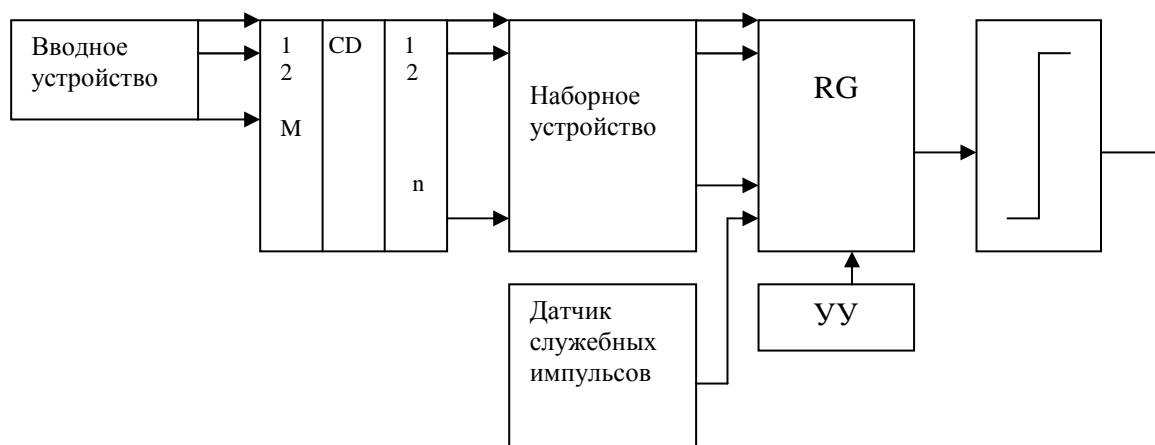 Вводное
устройство
1
2
М
CD
1
2
n
Наборное
устройство
RG
Датчик
служебных
импульсов
УУ